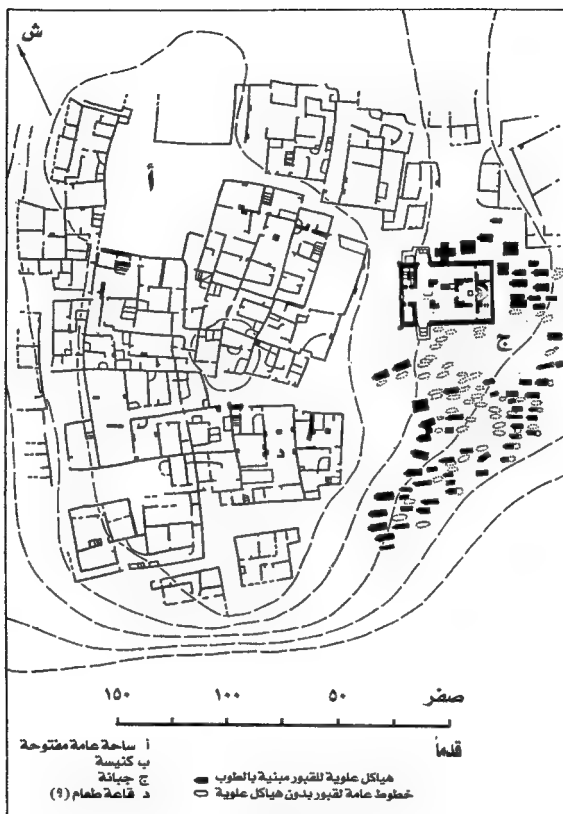 ش
أ
ج
د
١٥٠ ١٠٠ ٥٠ صفر
قدماً
أ ساحة عامة مفتوحة
ب كنيسة
ج جبانة
د قاعة طعام (؟)
هياكل علوية للقبور مبنية بالطوب
خطوط عامة لقبور بدون هياكل علوية